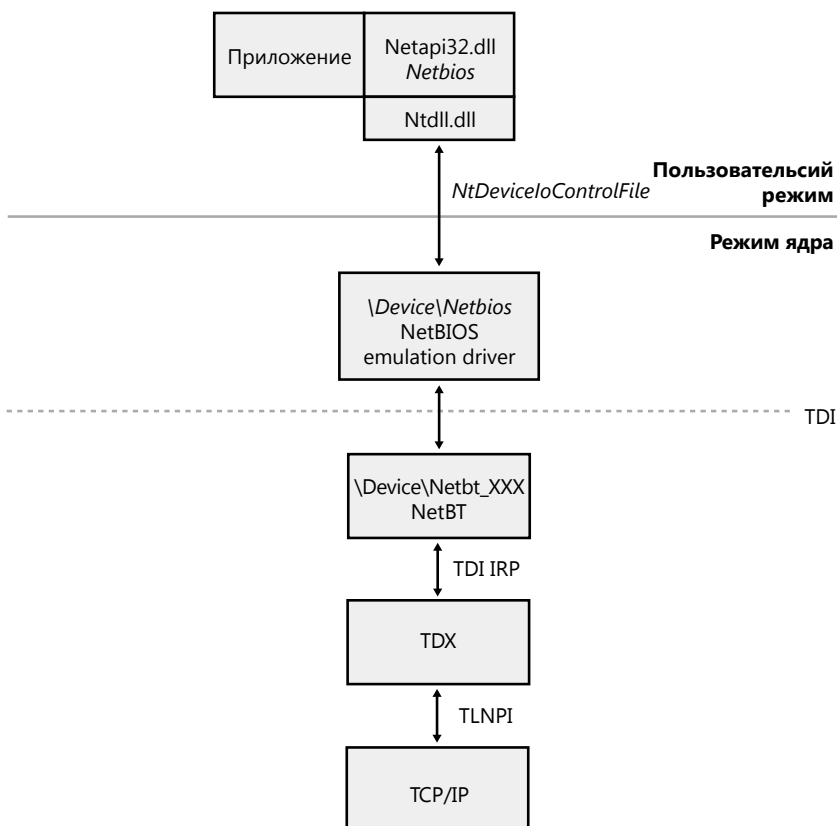 Приложение
Netapi32.dll
Netbios
Ntdll.dll
Пользовательсий
режим
NtDeviceIoControlFile
Режим ядра
\Device\Netbios
NetBIOS
emulation driver
TDI
\Device\Netbt_XXX
NetBT
TDI IRP
TDX
TLNPI
TCP/IP